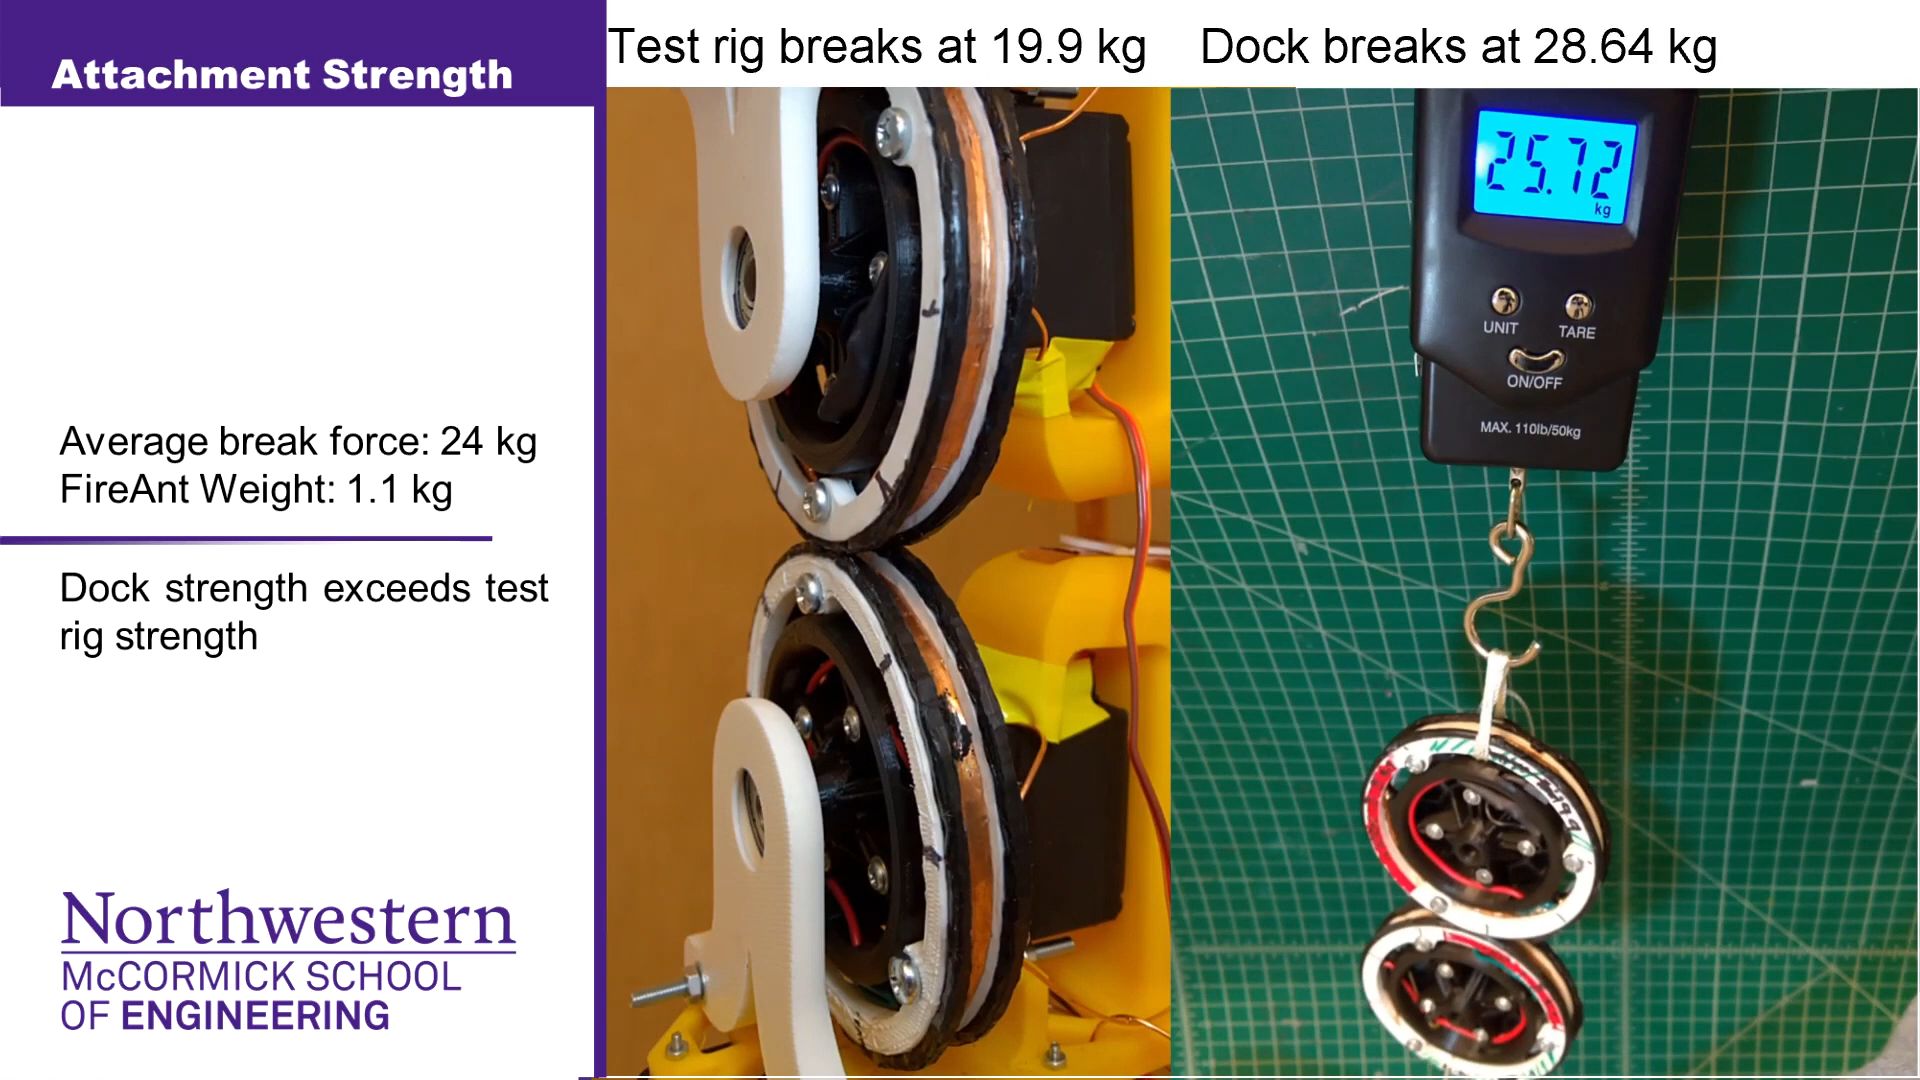 Attachment Strength
Test rig breaks at 19.9 kg
Dock breaks at 28.64 kg
Average break force: 24 kg
FireAnt Weight: 1.1 kg
Dock strength exceeds test
rig strength
Northwestern
McCORMICK SCHOOL
OF ENGINEERING
25.72
kg
UNIT
TARE
ON/OFF
MAX. 110lb/50kg